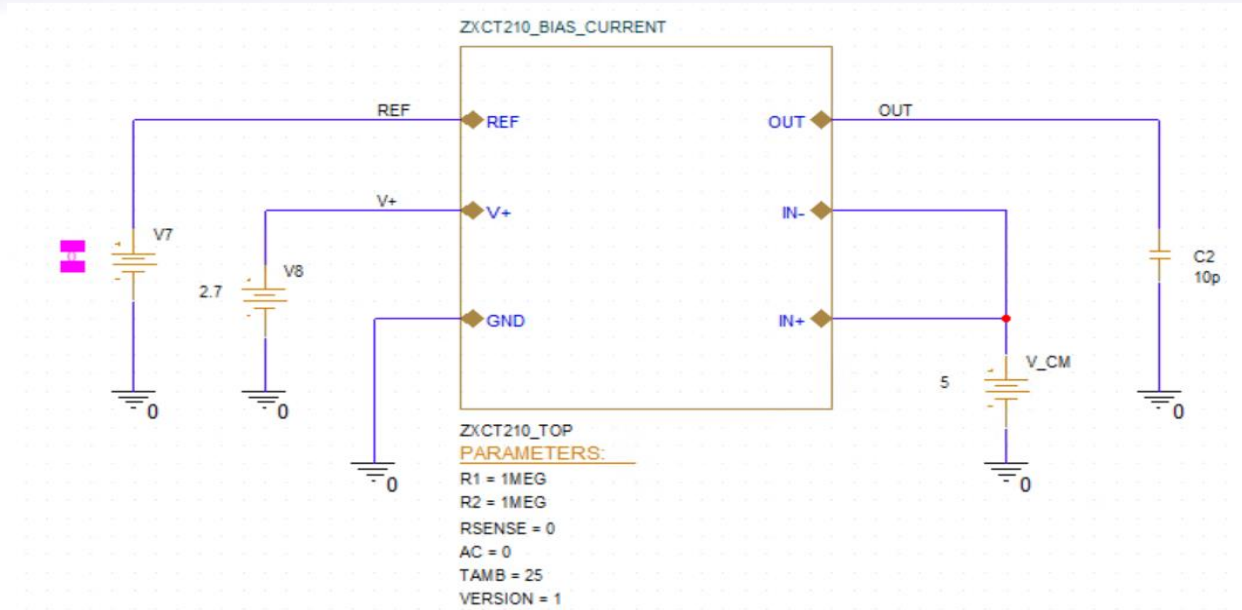 ZXCT210_BIAS_CURRENT
REF
REF
OUT
OUT
V+
V+
IN-
V7
V8
2.7
C2
10p
GND
IN+
V_CM
5
0
0
0
0
0
ZXCT210_TOP
PARAMETERS:
R1 = 1MEG
R2 = 1MEG
RSENSE = 0
AC = 0
TAMB = 25
VERSION = 1